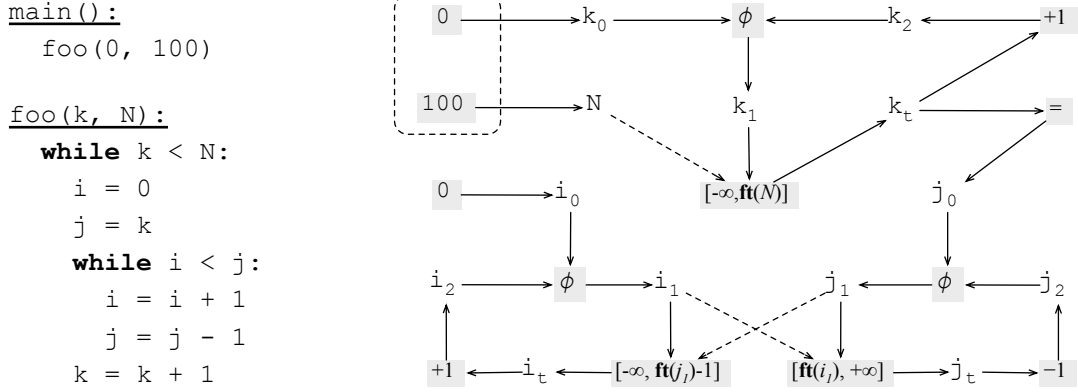 main():
foo(0, 100)
foo(k, N):
while k < N:
i = 0
j = k
while i < j:
i = i + 1
j = j - 1
k = k + 1
0 k₀ ϕ k₂ +1
100 N k₁ kₜ =
0 i₀ [-∞,ft(N)] j₀
i₂ ϕ i₁ j₁ ϕ j₂
+1 iₜ [-∞, ft(j₁)-1] [ft(i₁), +∞] jₜ −1